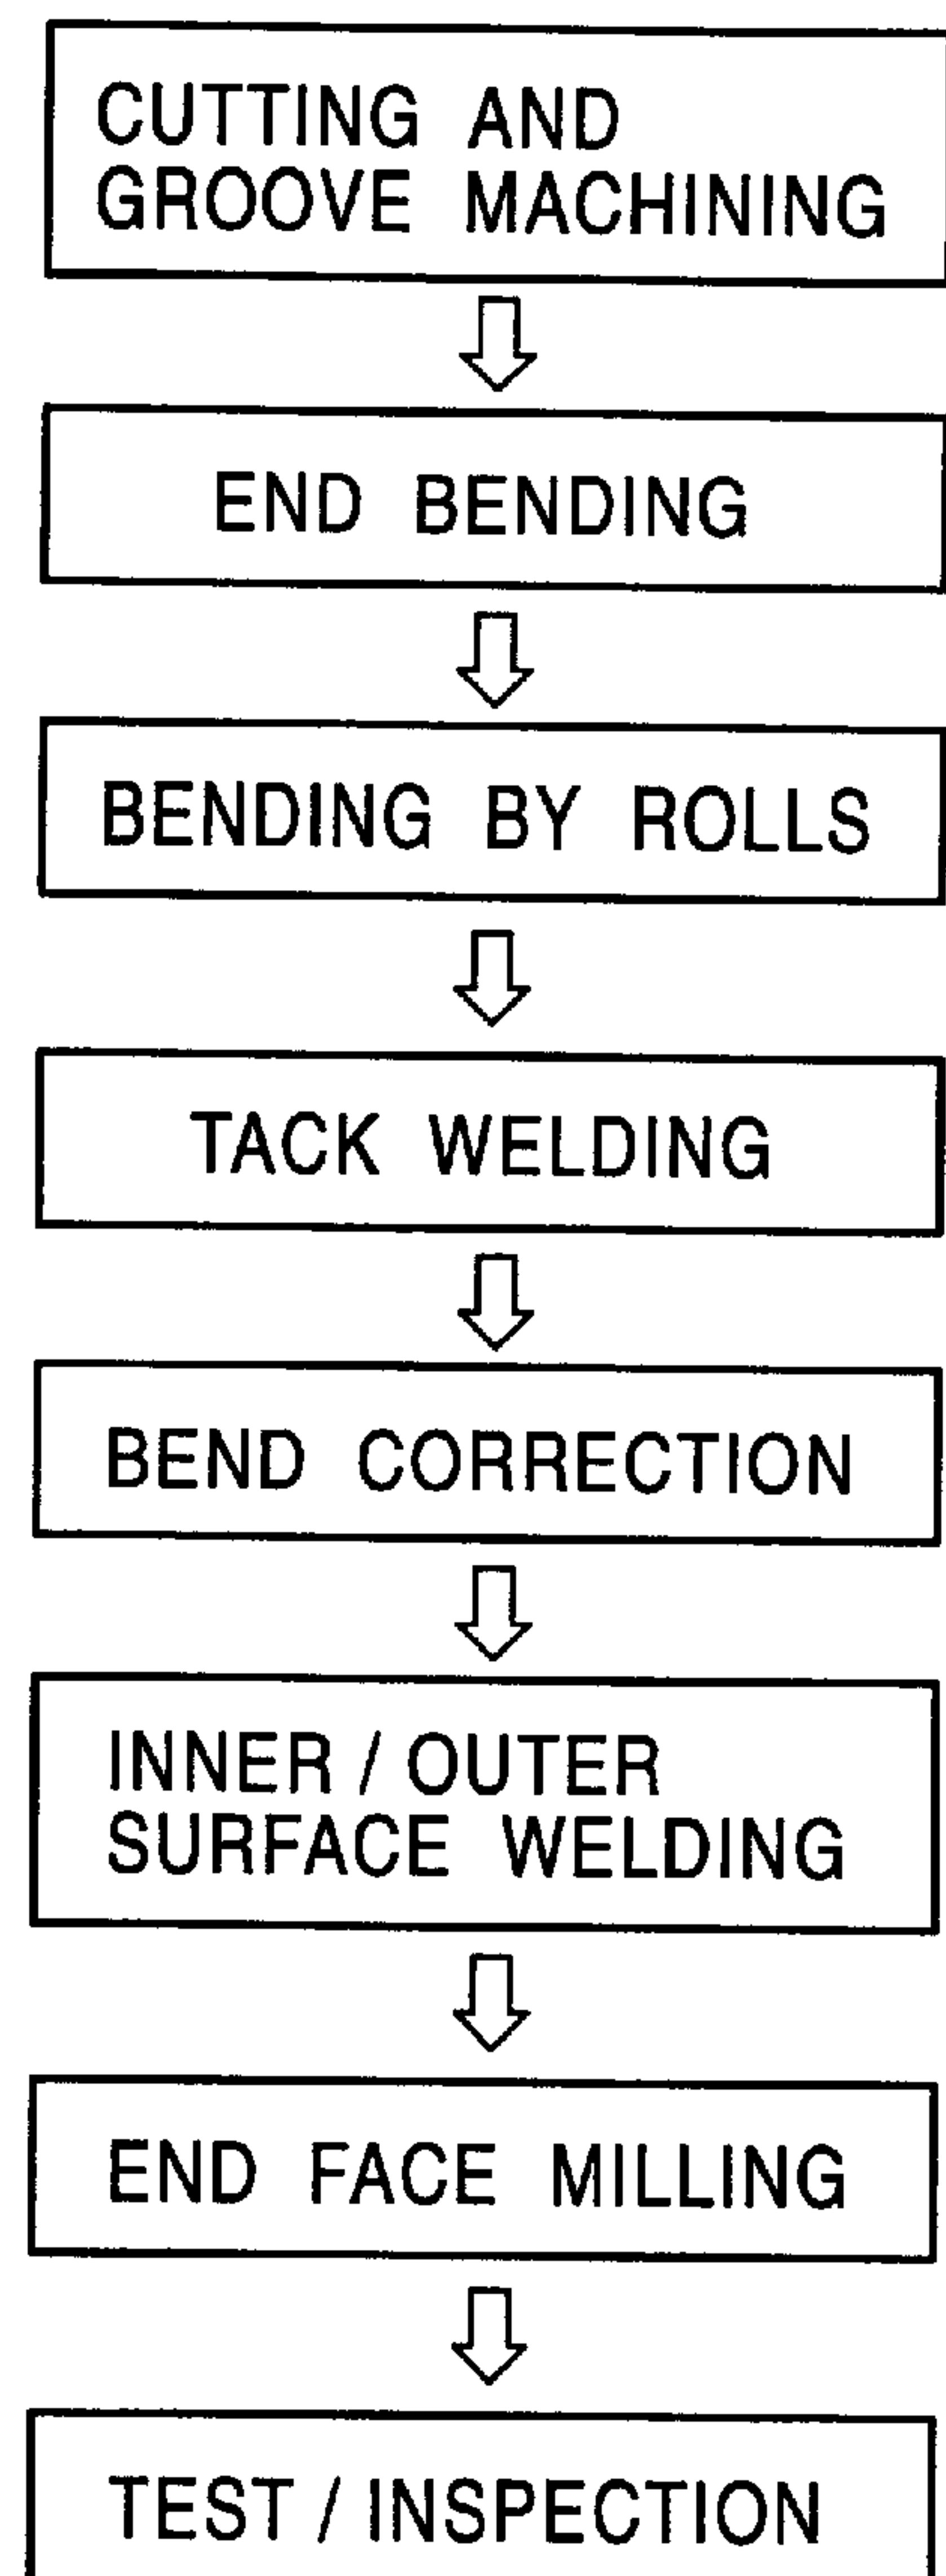 CUTTING AND
GROOVE MACHINING
END BENDING
BENDING BY ROLLS
TACK WELDING
BEND CORRECTION
INNER / OUTER
SURFACE WELDING
END FACE MILLING
TEST / INSPECTION